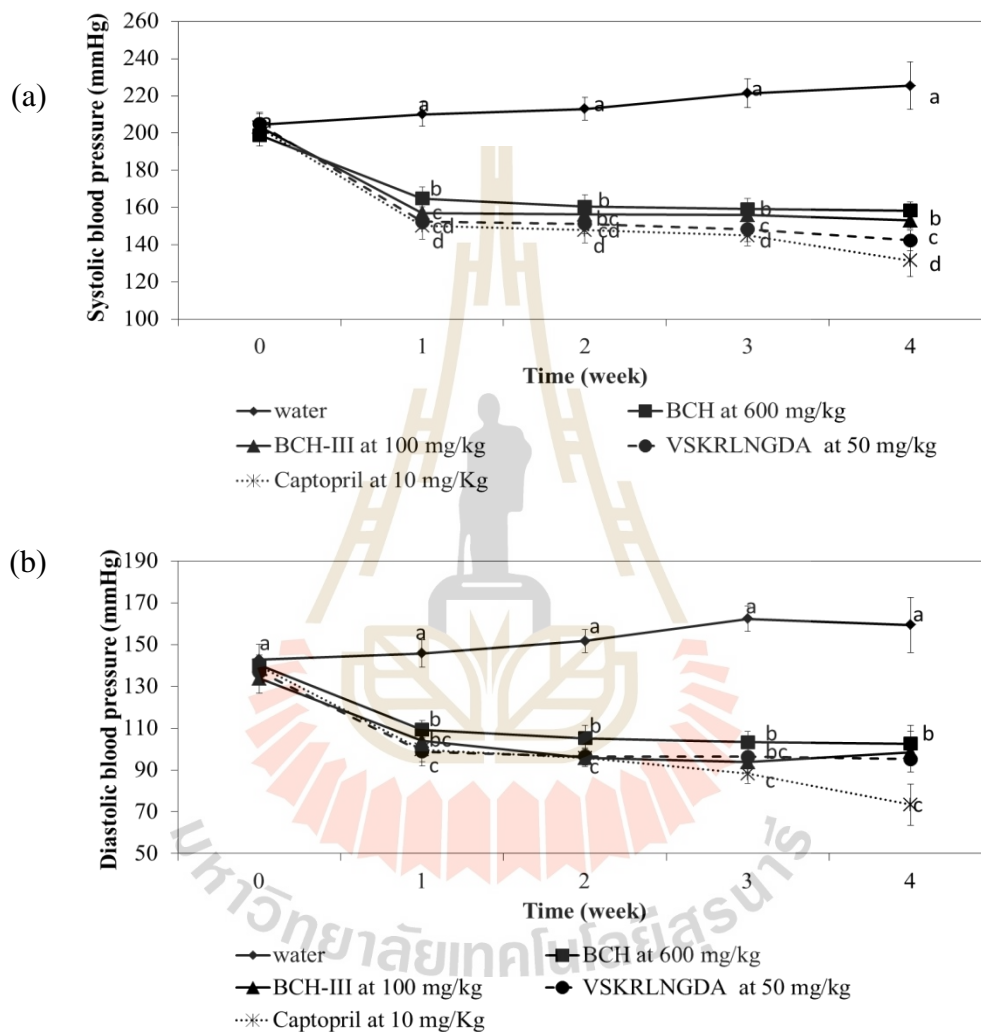 (a)
Systolic blood pressure (mmHg)
260
240
220
200
180
160
140
120
100
a
a
a
a
a
b
c
cd
d
b
bc
cd
d
b
c
d
b
c
d
0 1 2 3 4
Time (week)
water BCH at 600 mg/kg
BCH-III at 100 mg/kg VSKRLNGDA at 50 mg/kg
Captopril at 10 mg/Kg
(b)
Diastolic blood pressure (mmHg)
190
170
150
130
110
90
70
50
a
a
a
a
a
b
bc
c
b
c
b
bc
c
b
c
0 1 2 3 4
Time (week)
water BCH at 600 mg/kg
BCH-III at 100 mg/kg VSKRLNGDA at 50 mg/kg
Captopril at 10 mg/Kg
มหาวิทยาลัยเทคโนโลยีสุรนารี